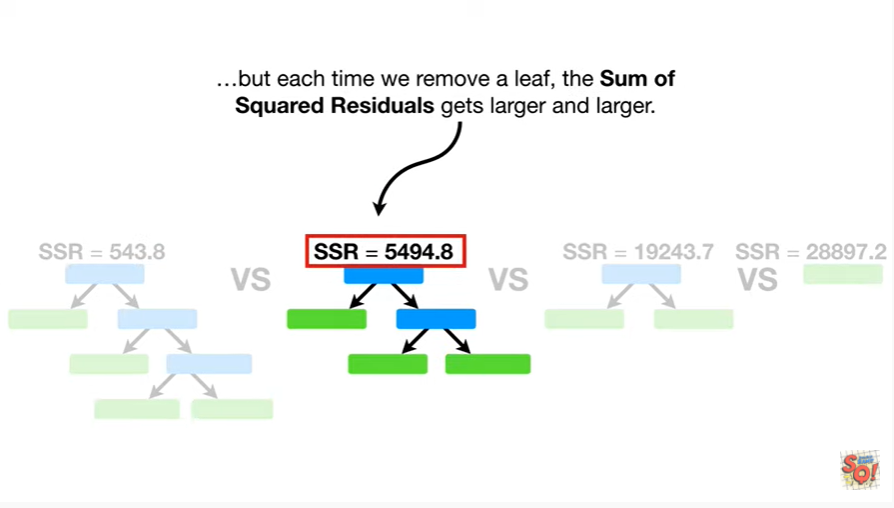 ...but each time we remove a leaf, the Sum of
Squared Residuals gets larger and larger.
SSR = 543.8
SSR = 5494.8
SSR = 19243.7
SSR = 28897.2
VS
VS
VS
SQ!